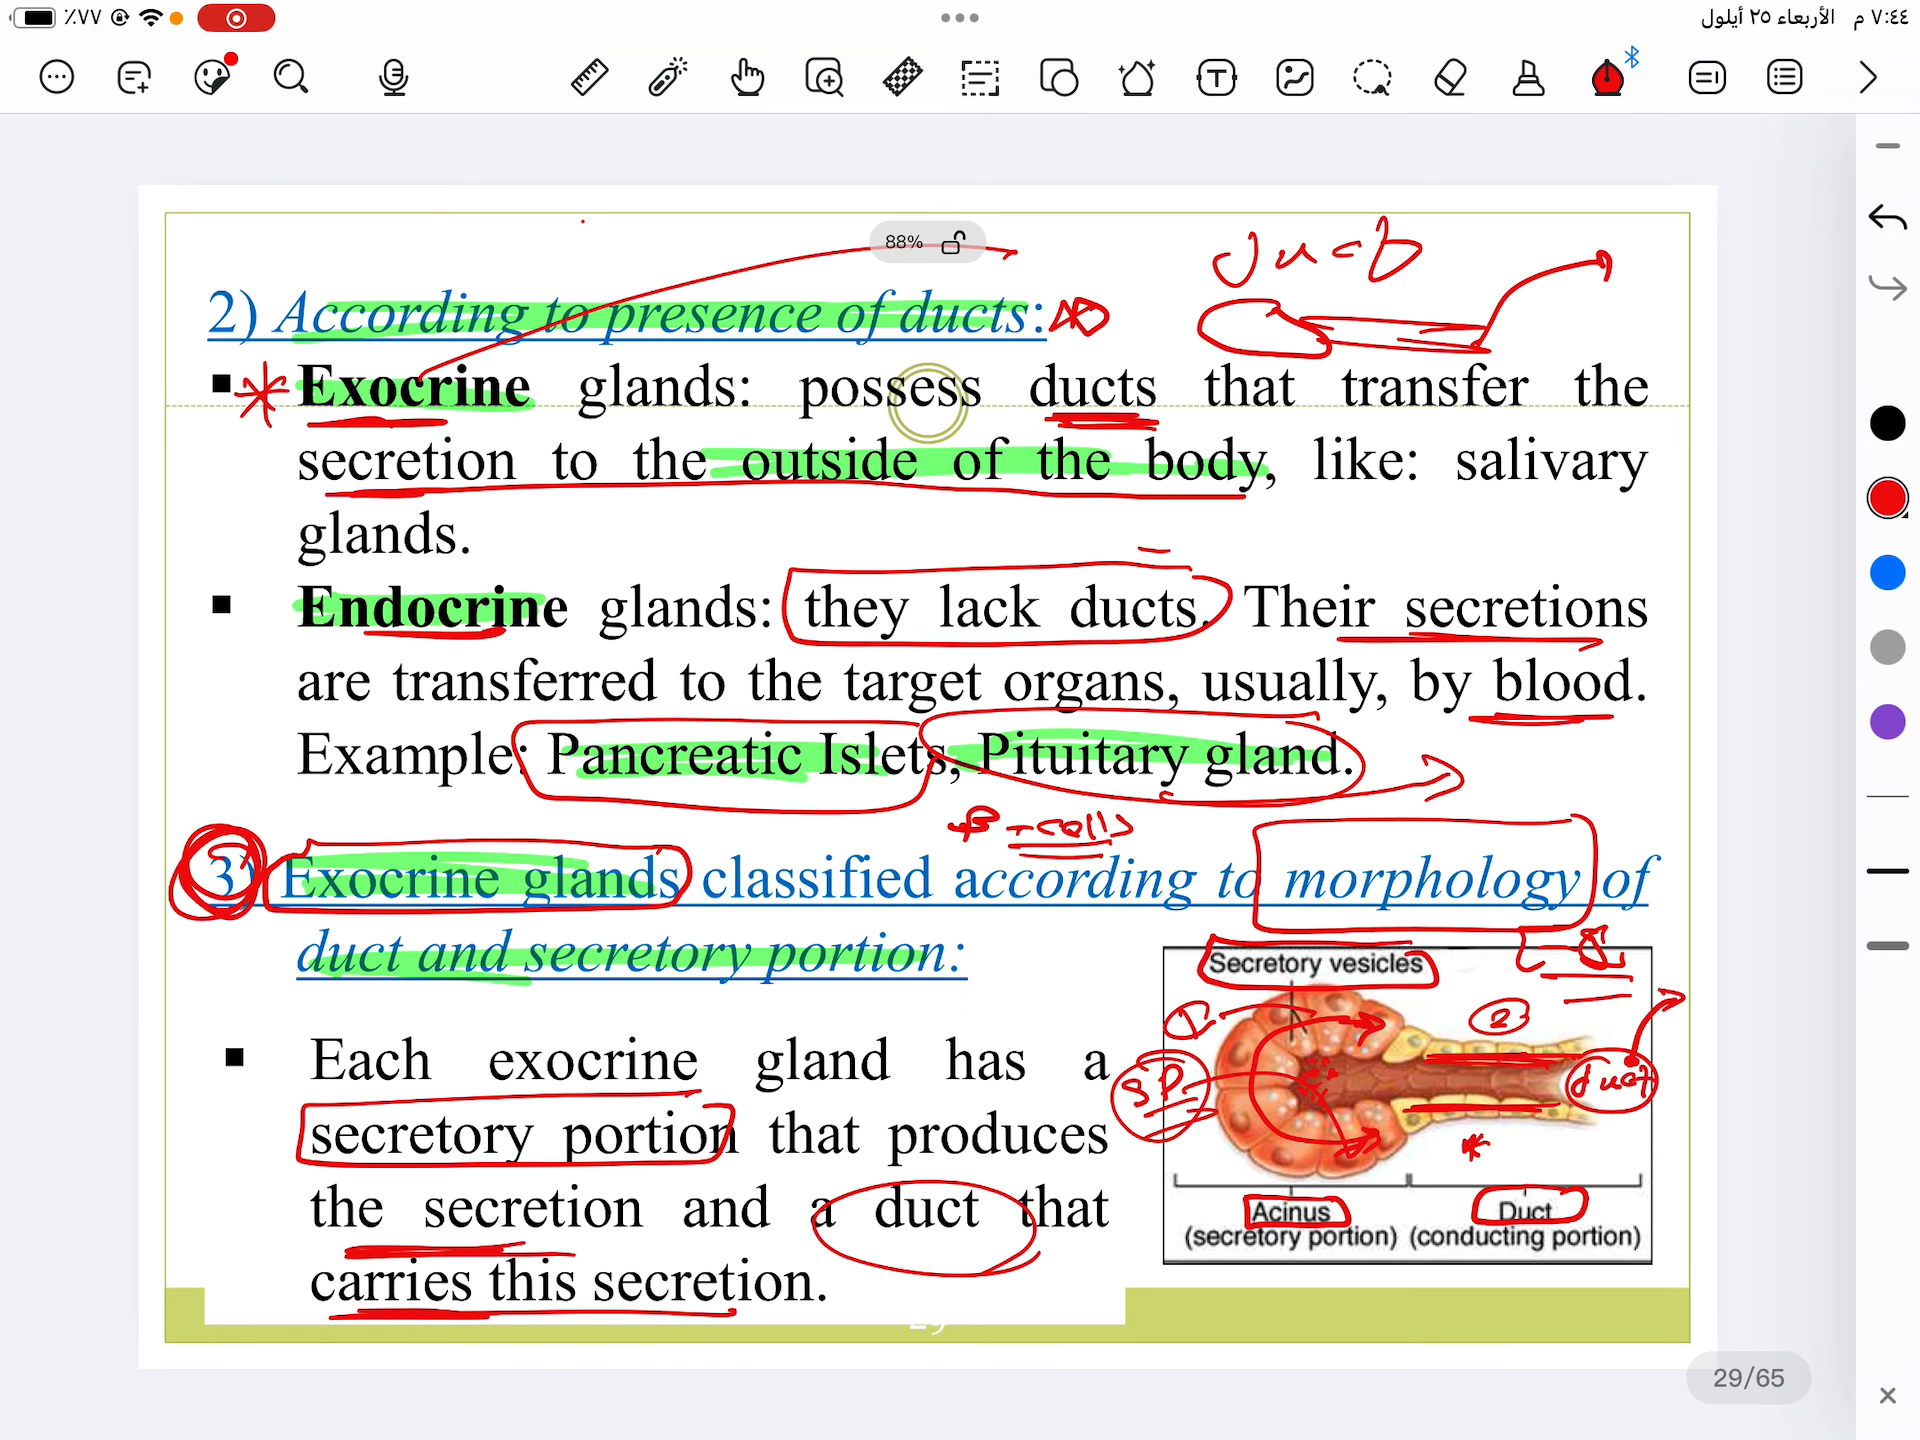 ٪٧٧
٧:٤٤ م الأربعاء ٢٥ أيلول
88%
2) According to presence of ducts:
▪ Exocrine glands: possess ducts that transfer the
secretion to the outside of the body, like: salivary
glands.
▪ Endocrine glands: they lack ducts. Their secretions
are transferred to the target organs, usually, by blood.
Example: Pancreatic Islets, Pituitary gland.
β-cells
3) Exocrine glands classified according to morphology of
duct and secretory portion:
▪ Each exocrine gland has a
secretory portion that produces
the secretion and a duct that
carries this secretion.
Secretory vesicles
1
2
S.P.
duct
Acinus
(secretory portion)
Duct
(conducting portion)
29
29/65